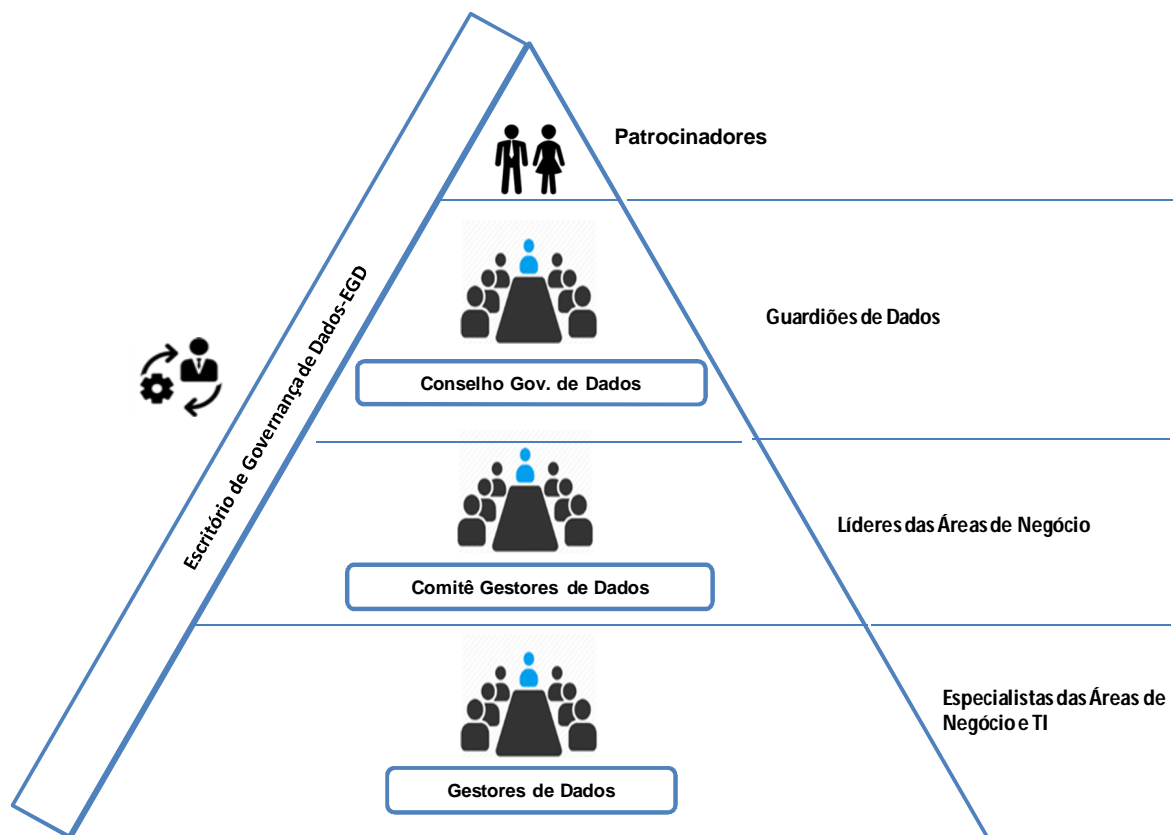 Patrocinadores
Escritório de Governança de Dados-EGD
Guardiões de Dados
Conselho Gov. de Dados
Líderes das Áreas de Negócio
Comitê Gestores de Dados
Especialistas das Áreas de
Negócio e TI
Gestores de Dados